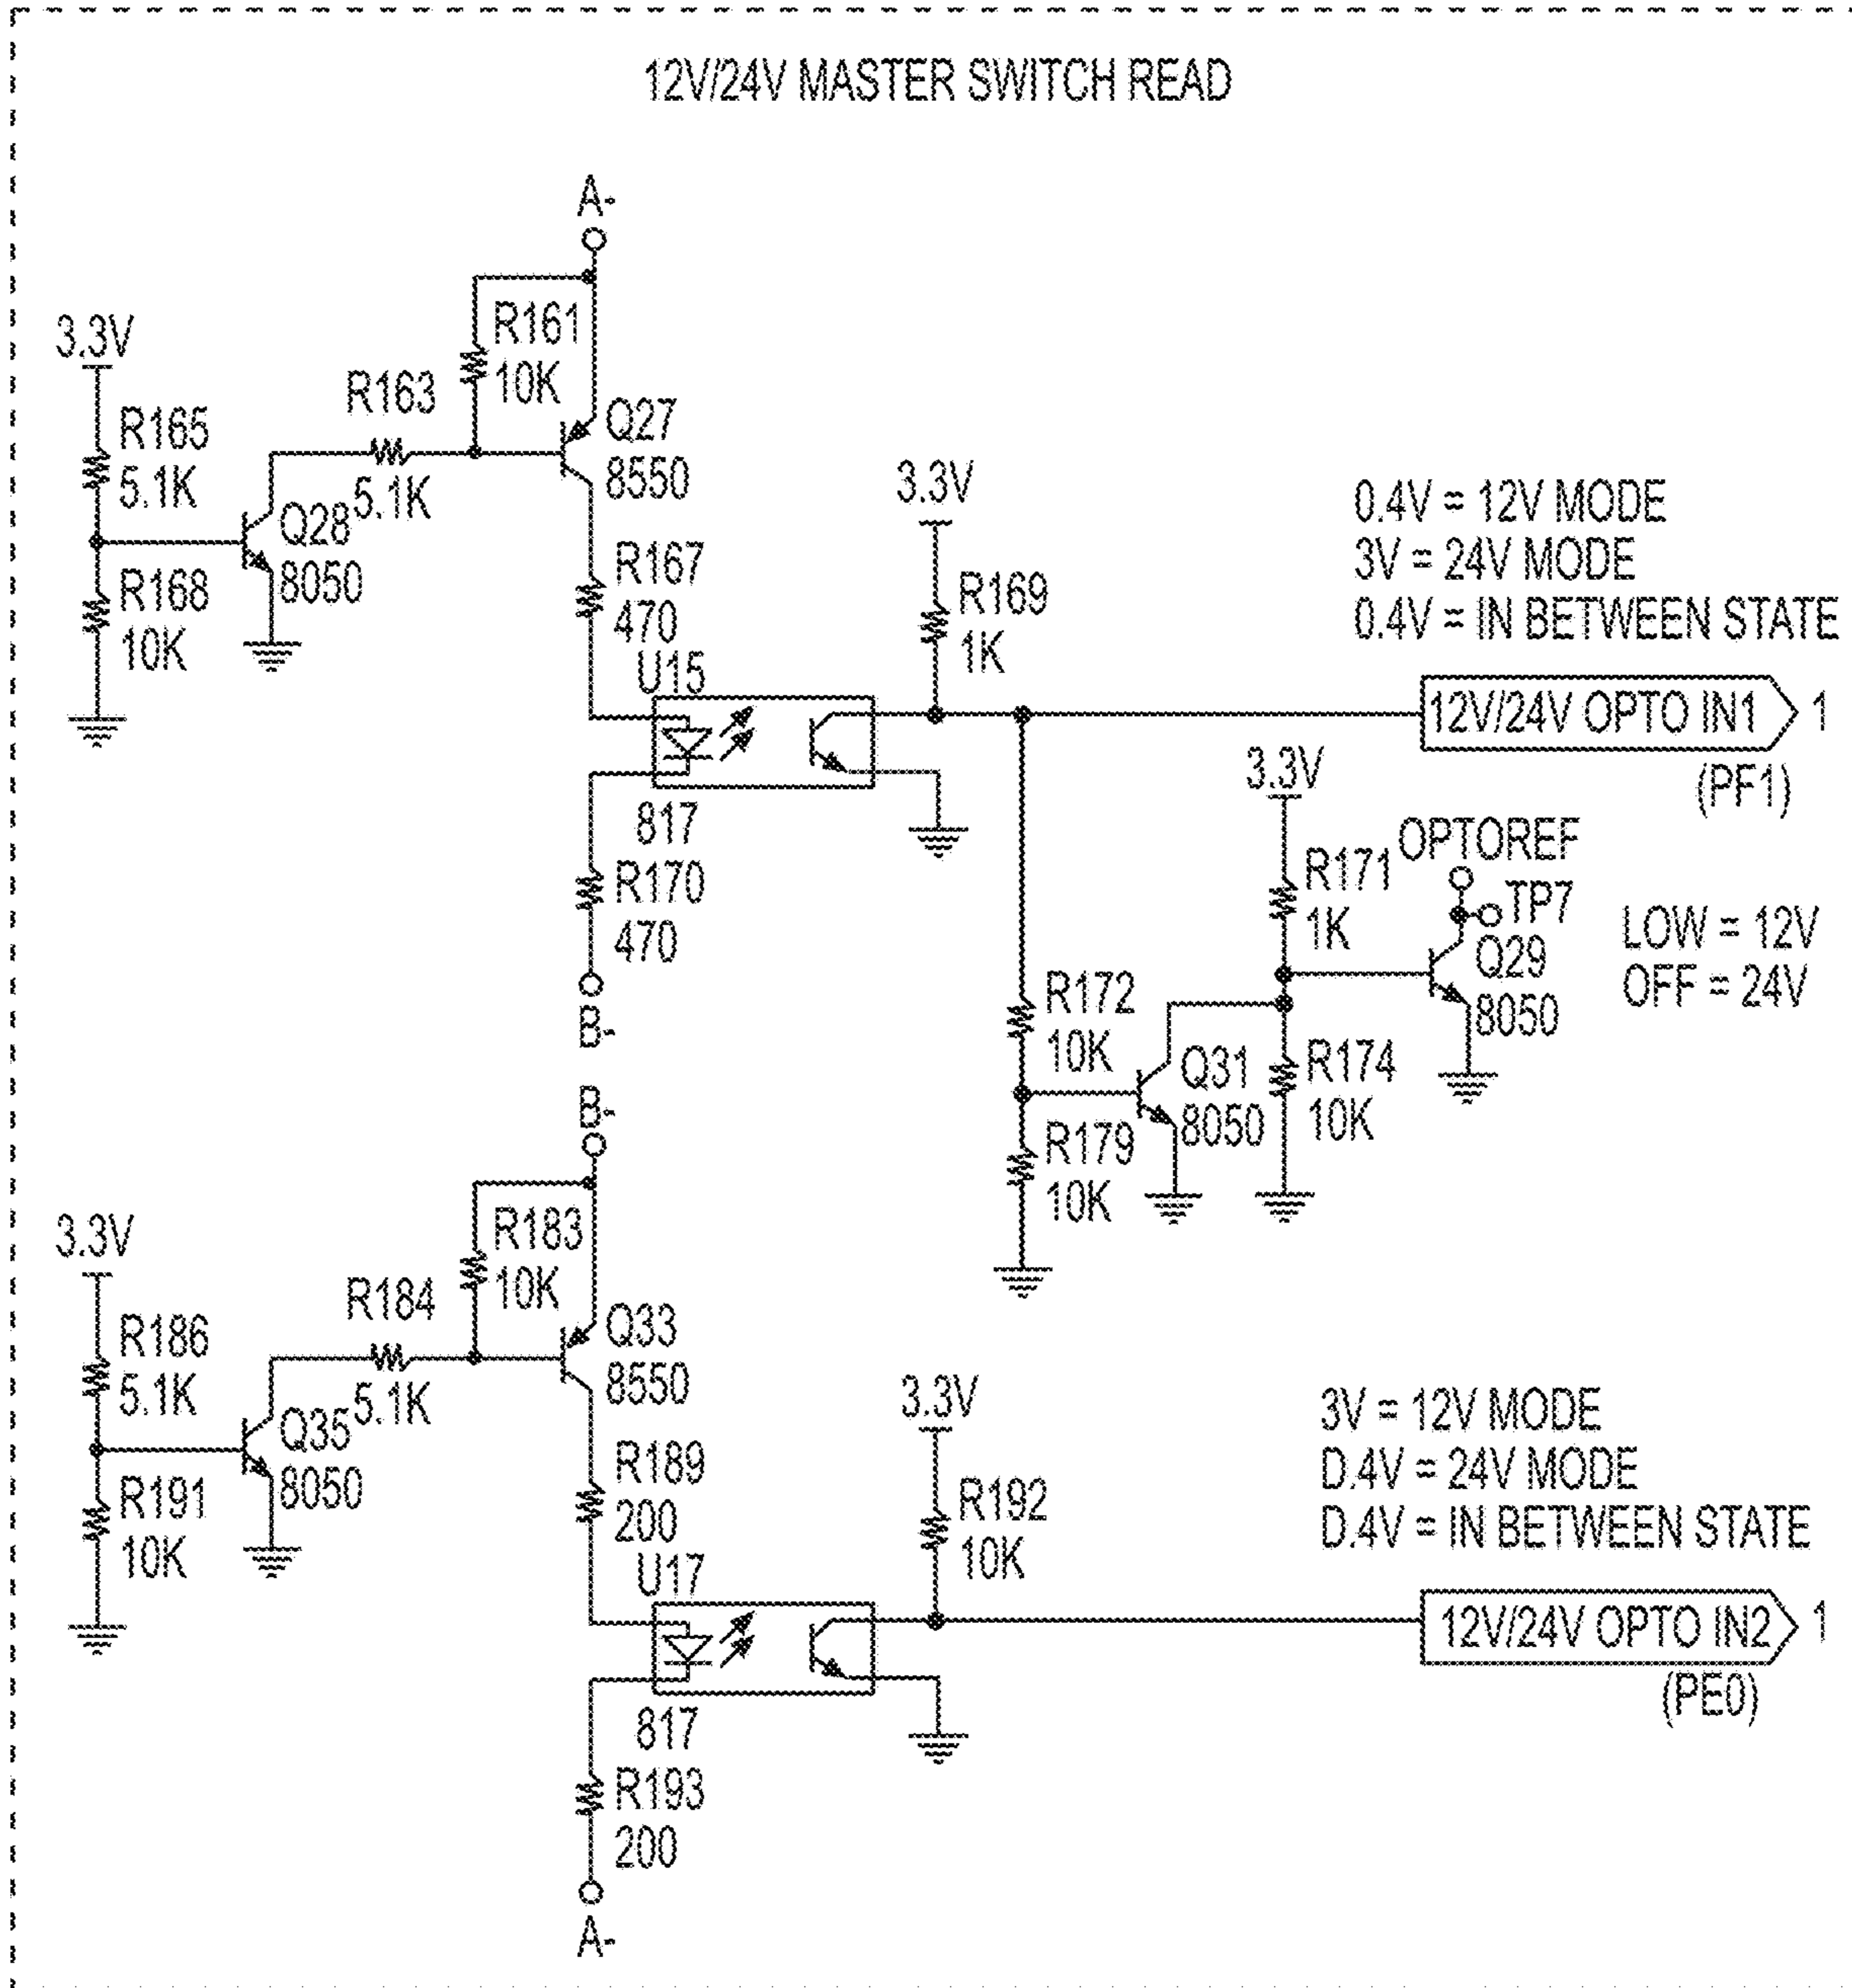 12V/24V MASTER SWITCH READ
A-
3.3V
R161
10K
R163
5.1K
R165
5.1K
Q27
8550
Q28
8050
R168
10K
R167
470
U15
817
R170
470
B-
3.3V
R169
1K
0.4V = 12V MODE
3V = 24V MODE
0.4V = IN BETWEEN STATE
12V/24V OPTO IN1
1
(PF1)
3.3V
R171
1K
OPTOREF
TP7
Q29
8050
LOW = 12V
OFF = 24V
R172
10K
Q31
8050
R174
10K
R179
10K
B-
3.3V
R183
10K
R184
5.1K
R186
5.1K
Q33
8550
Q35
8050
R191
10K
R189
200
U17
817
R193
200
A-
3.3V
R192
10K
3V = 12V MODE
D.4V = 24V MODE
D.4V = IN BETWEEN STATE
12V/24V OPTO IN2
1
(PE0)